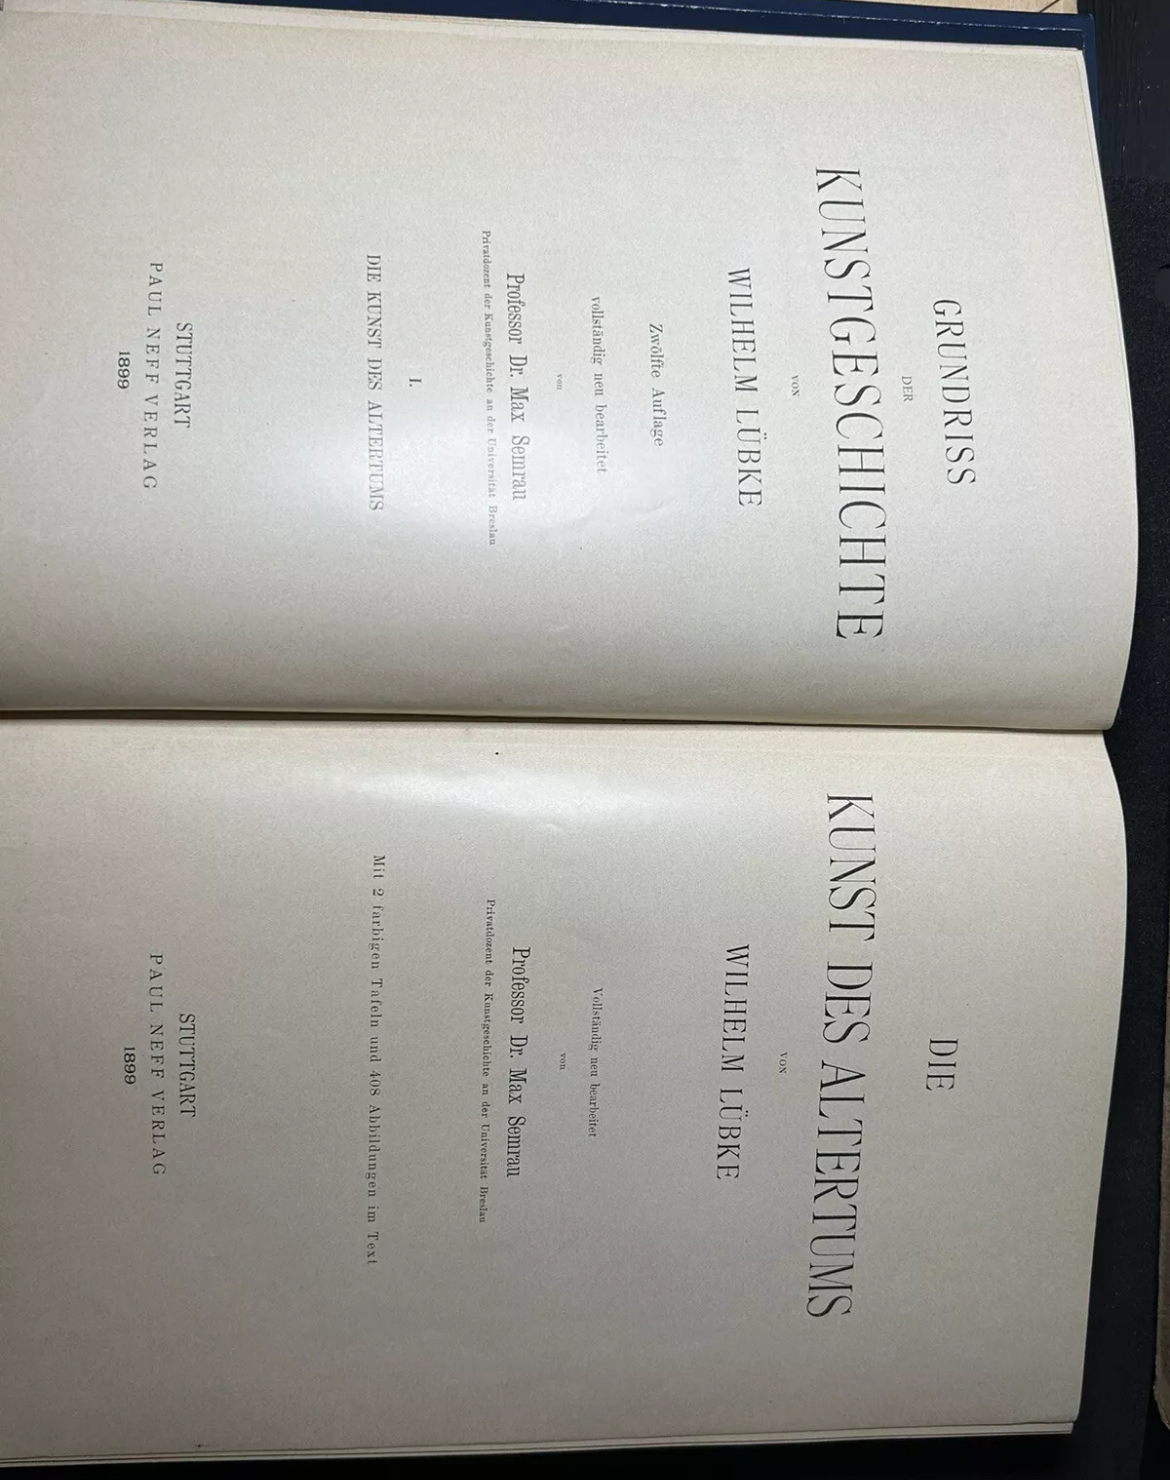 GRUNDRISS
DER
KUNSTGESCHICHTE
VON
WILHELM LÜBKE
Zwölfte Auflage
vollständig neu bearbeitet
von
Professor Dr. Max Semrau
Privatdozent der Kunstgeschichte an der Universität Breslau
I.
DIE KUNST DES ALTERTUMS
STUTTGART
PAUL NEFF VERLAG
1899
DIE
KUNST DES ALTERTUMS
VON
WILHELM LÜBKE
Vollständig neu bearbeitet
von
Professor Dr. Max Semrau
Privatdozent der Kunstgeschichte an der Universität Breslau
Mit 2 farbigen Tafeln und 408 Abbildungen im Text
STUTTGART
PAUL NEFF VERLAG
1899